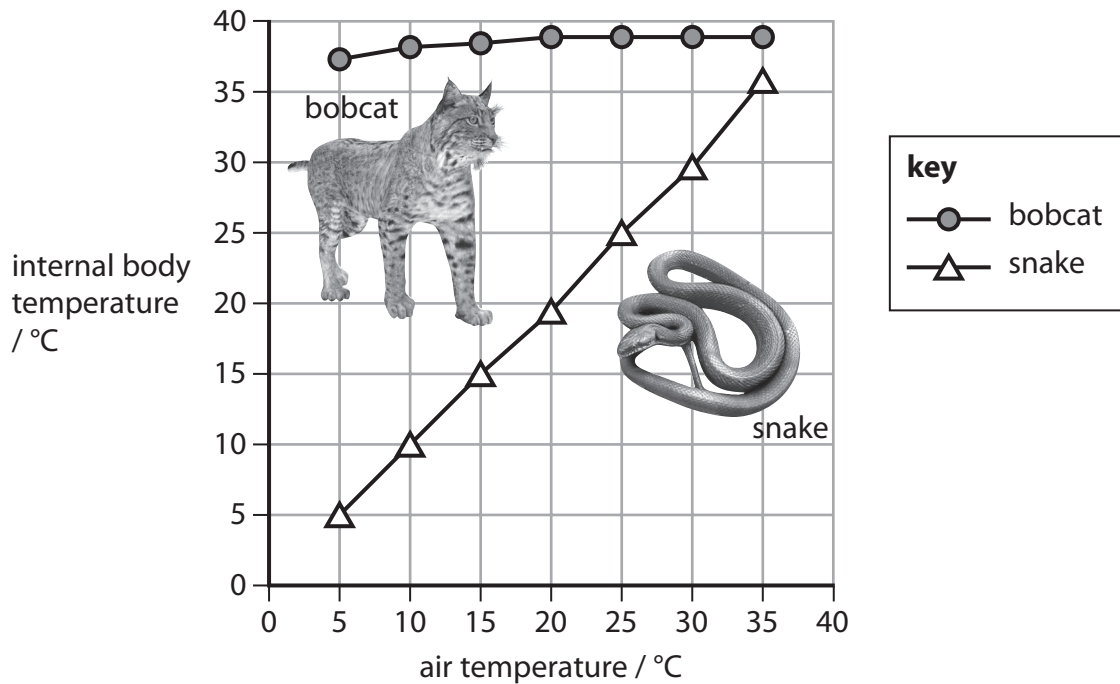 40
35
30
25
20
15
10
5
0
internal body
temperature
/ °C
bobcat
snake
0 5 10 15 20 25 30 35 40
air temperature / °C
key
bobcat
snake